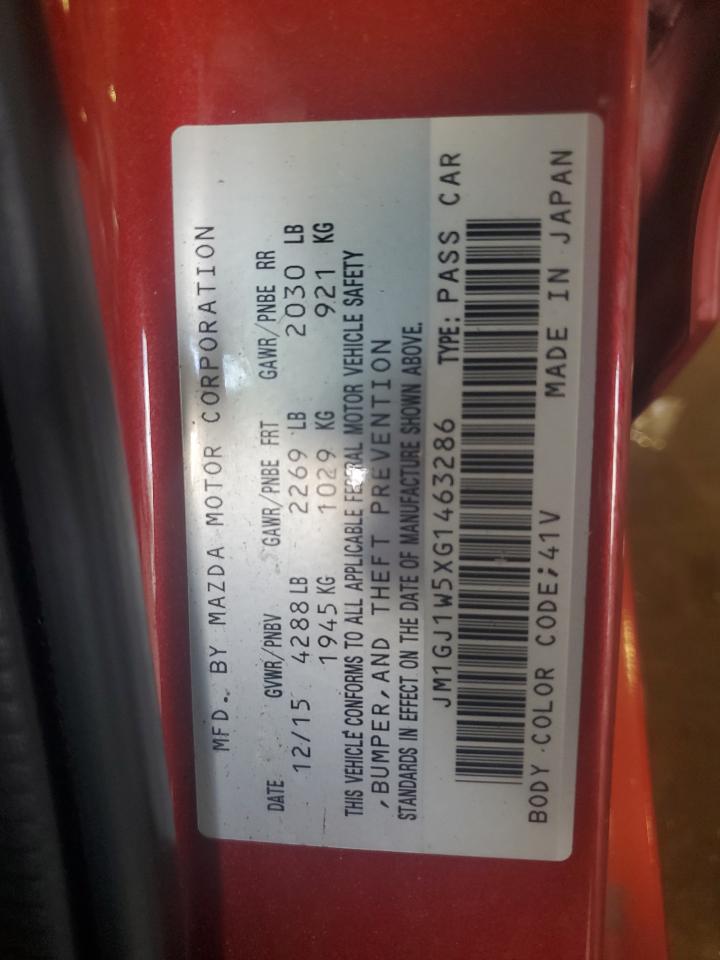 MFD. BY MAZDA MOTOR CORPORATION
DATE GVWR/PNBV GAWR/PNBE FRT GAWR/PNBE RR
12/15 4288 LB 2269 LB 2030 LB
1945 KG 1029 KG 921 KG
THIS VEHICLE CONFORMS TO ALL APPLICABLE FEDERAL MOTOR VEHICLE SAFETY
,BUMPER,AND THEFT PREVENTION
STANDARDS IN EFFECT ON THE DATE OF MANUFACTURE SHOWN ABOVE.
JM1GJ1W5XG1463286 TYPE: PASS CAR
BODY COLOR CODE;41V MADE IN JAPAN